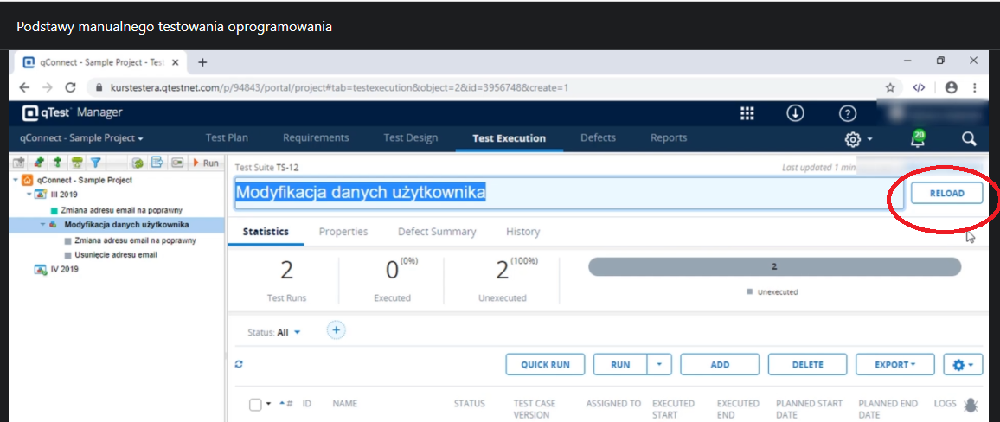 Podstawy manualnego testowania oprogramowania
qConnect - Sample Project - Test
kurstestera.qtestnet.com/p/94843/portal/project#tab=testexecution&object=2&id=3956748&create=1
qTest Manager
qConnect - Sample Project
Test Plan
Requirements
Test Design
Test Execution
Defects
Reports
20
Run
qConnect - Sample Project
III 2019
Zmiana adresu email na poprawny
Modyfikacja danych użytkownika
Zmiana adresu email na poprawny
Usunięcie adresu email
IV 2019
Test Suite TS-12
Last updated 1 min
Modyfikacja danych użytkownika
RELOAD
Statistics
Properties
Defect Summary
History
2
Test Runs
0 (0%)
Executed
2 (100%)
Unexecuted
2
Unexecuted
Status: All
QUICK RUN
RUN
ADD
DELETE
EXPORT
# ID NAME STATUS TEST CASE VERSION ASSIGNED TO EXECUTED START EXECUTED END PLANNED START DATE PLANNED END DATE LOGS